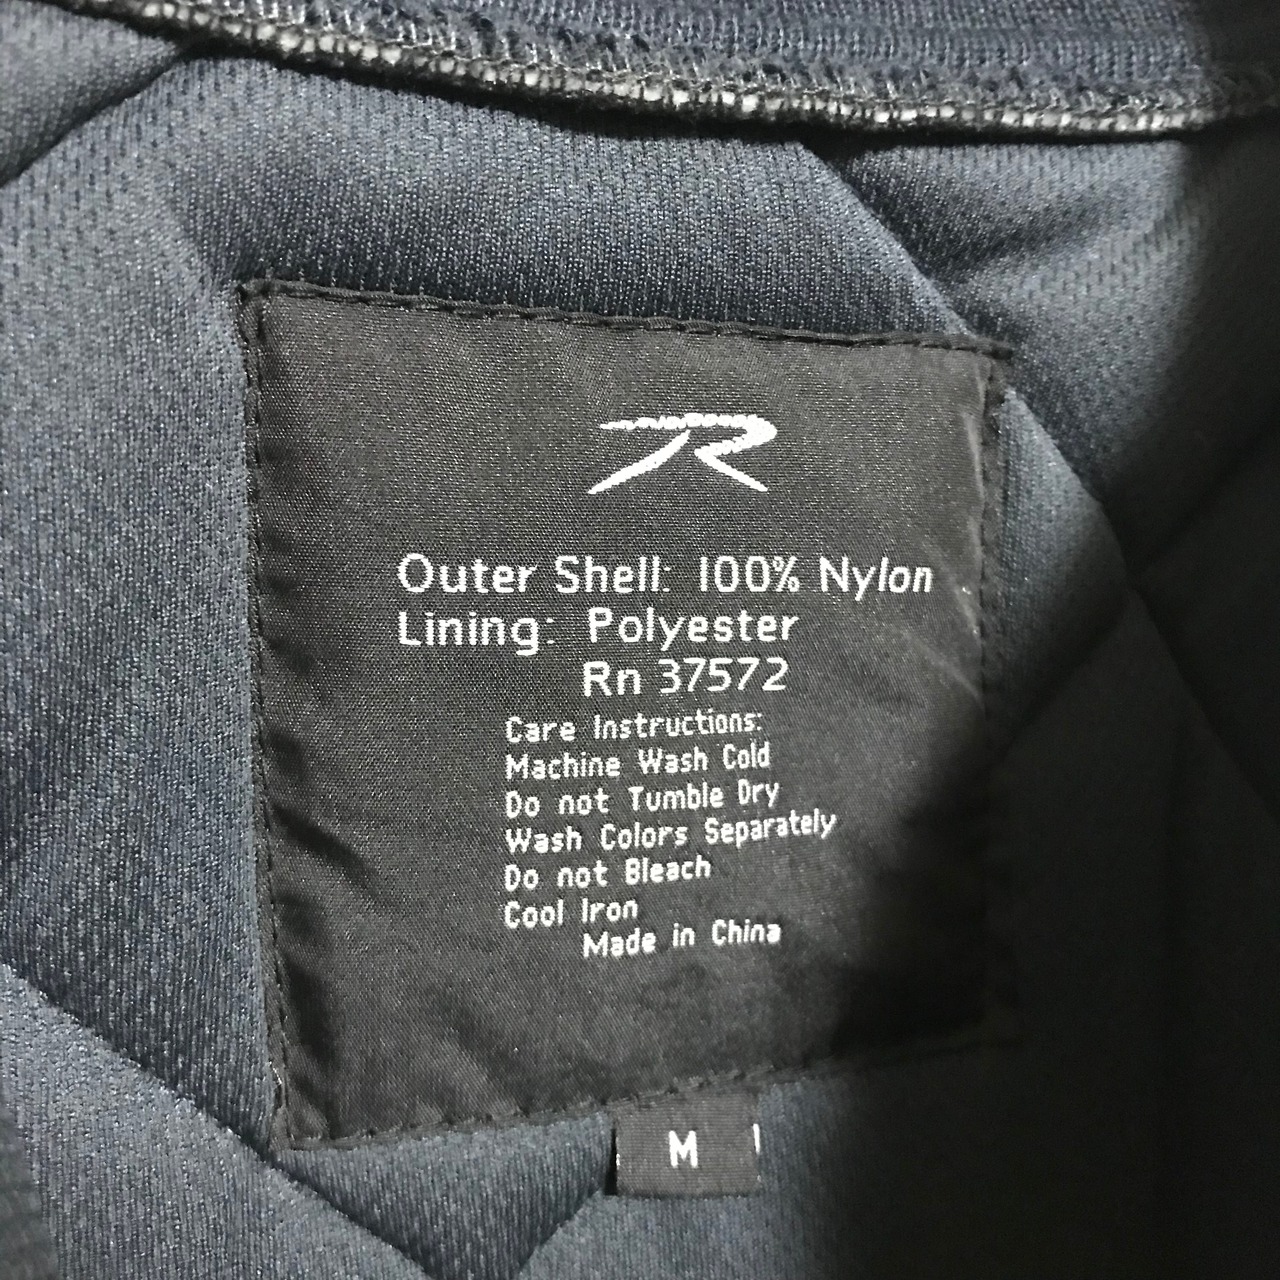 R
Outer Shell: 100% Nylon
Lining: Polyester
Rn 37572
Care Instructions:
Machine Wash Cold
Do not Tumble Dry
Wash Colors Separately
Do not Bleach
Cool Iron
Made in China
M